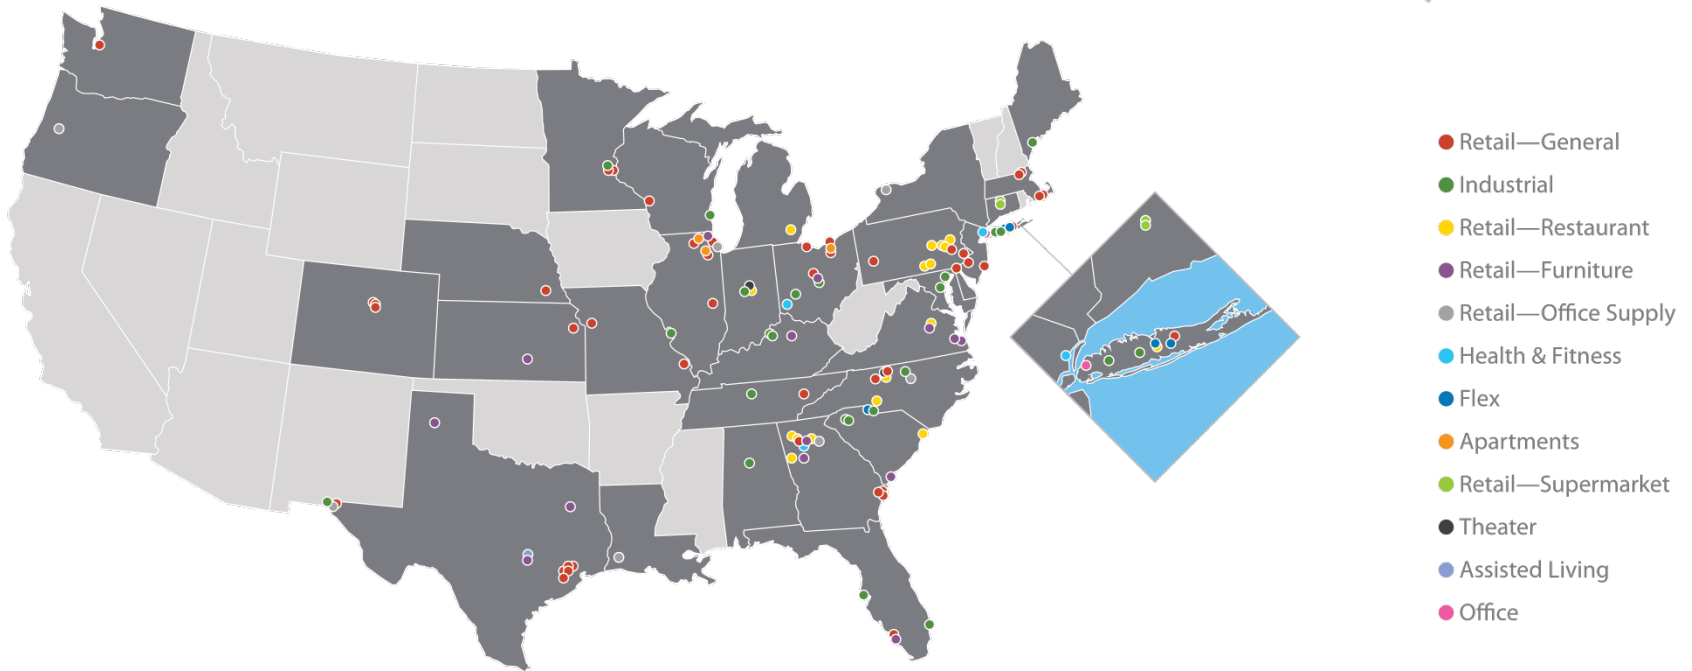 Retail—General
Industrial
Retail—Restaurant
Retail—Furniture
Retail—Office Supply
Health & Fitness
Flex
Apartments
Retail—Supermarket
Theater
Assisted Living
Office